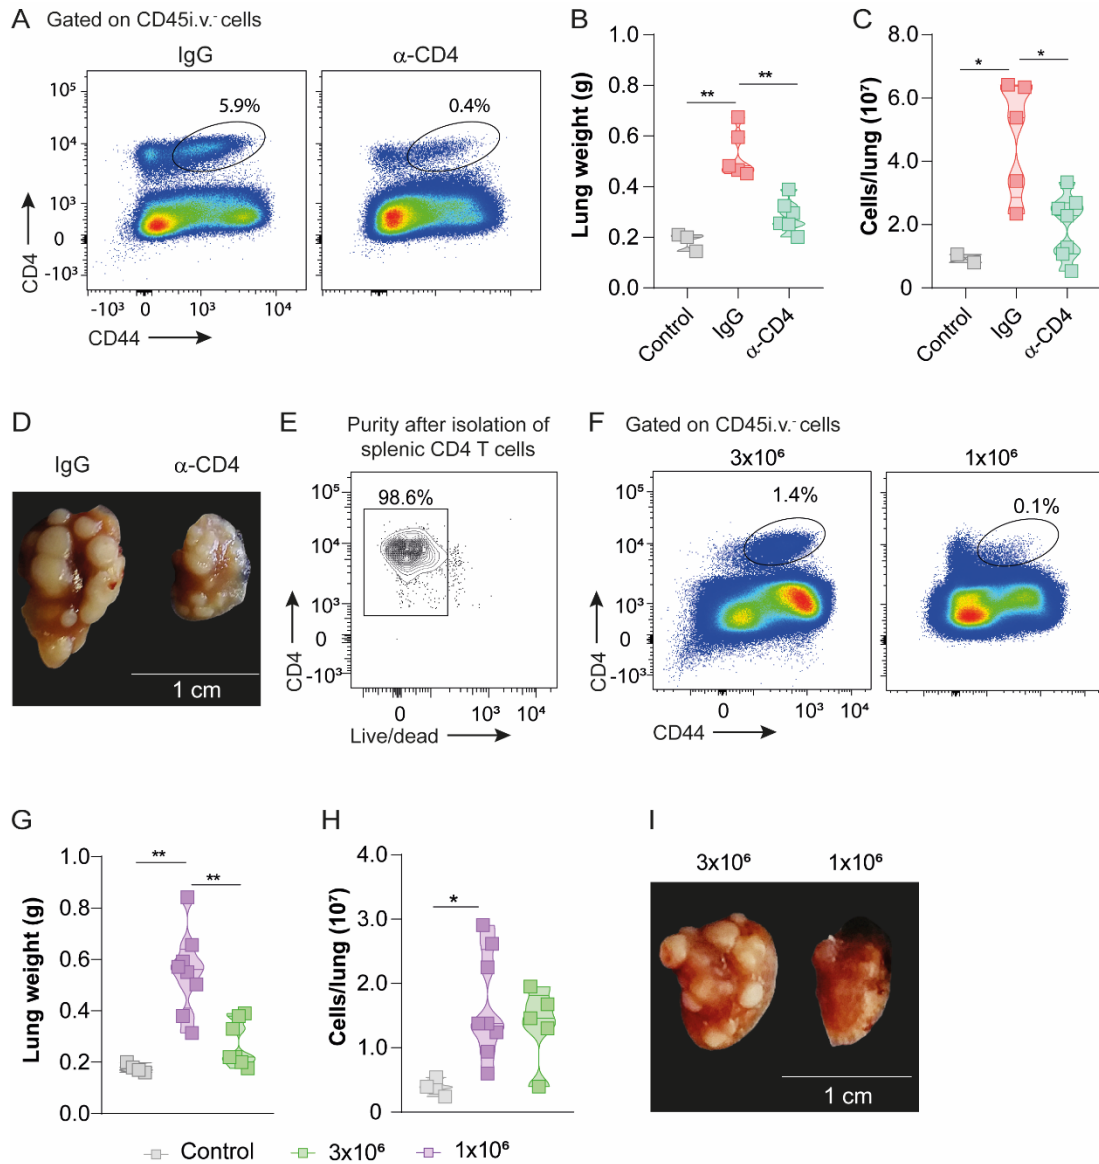 A Gated on CD45i.v.⁻ cells
IgG
α-CD4
10⁵
10⁴
10³
0
-10³
5.9%
0.4%
CD4
-10³ 0 10³ 10⁴
CD44
B
Lung weight (g)
1.0
0.8
0.6
0.4
0.2
0.0
**
**
Control
IgG
α-CD4
C
Cells/lung (10⁷)
8.0
6.0
4.0
2.0
0
*
*
Control
IgG
α-CD4
D
IgG
α-CD4
1 cm
E
Purity after isolation of
splenic CD4 T cells
98.6%
10⁵
10⁴
10³
0
-10³
CD4
0 10³ 10⁴
Live/dead
F Gated on CD45i.v.⁻ cells
3x10⁶
1x10⁶
10⁵
10⁴
10³
0
-10³
1.4%
0.1%
CD4
-10³ 0 10³ 10⁴
CD44
G
Lung weight (g)
1.0
0.8
0.6
0.4
0.2
0.0
**
**
H
Cells/lung (10⁷)
4.0
3.0
2.0
1.0
0
*
I
3x10⁶
1x10⁶
1 cm
Control 3x10⁶ 1x10⁶